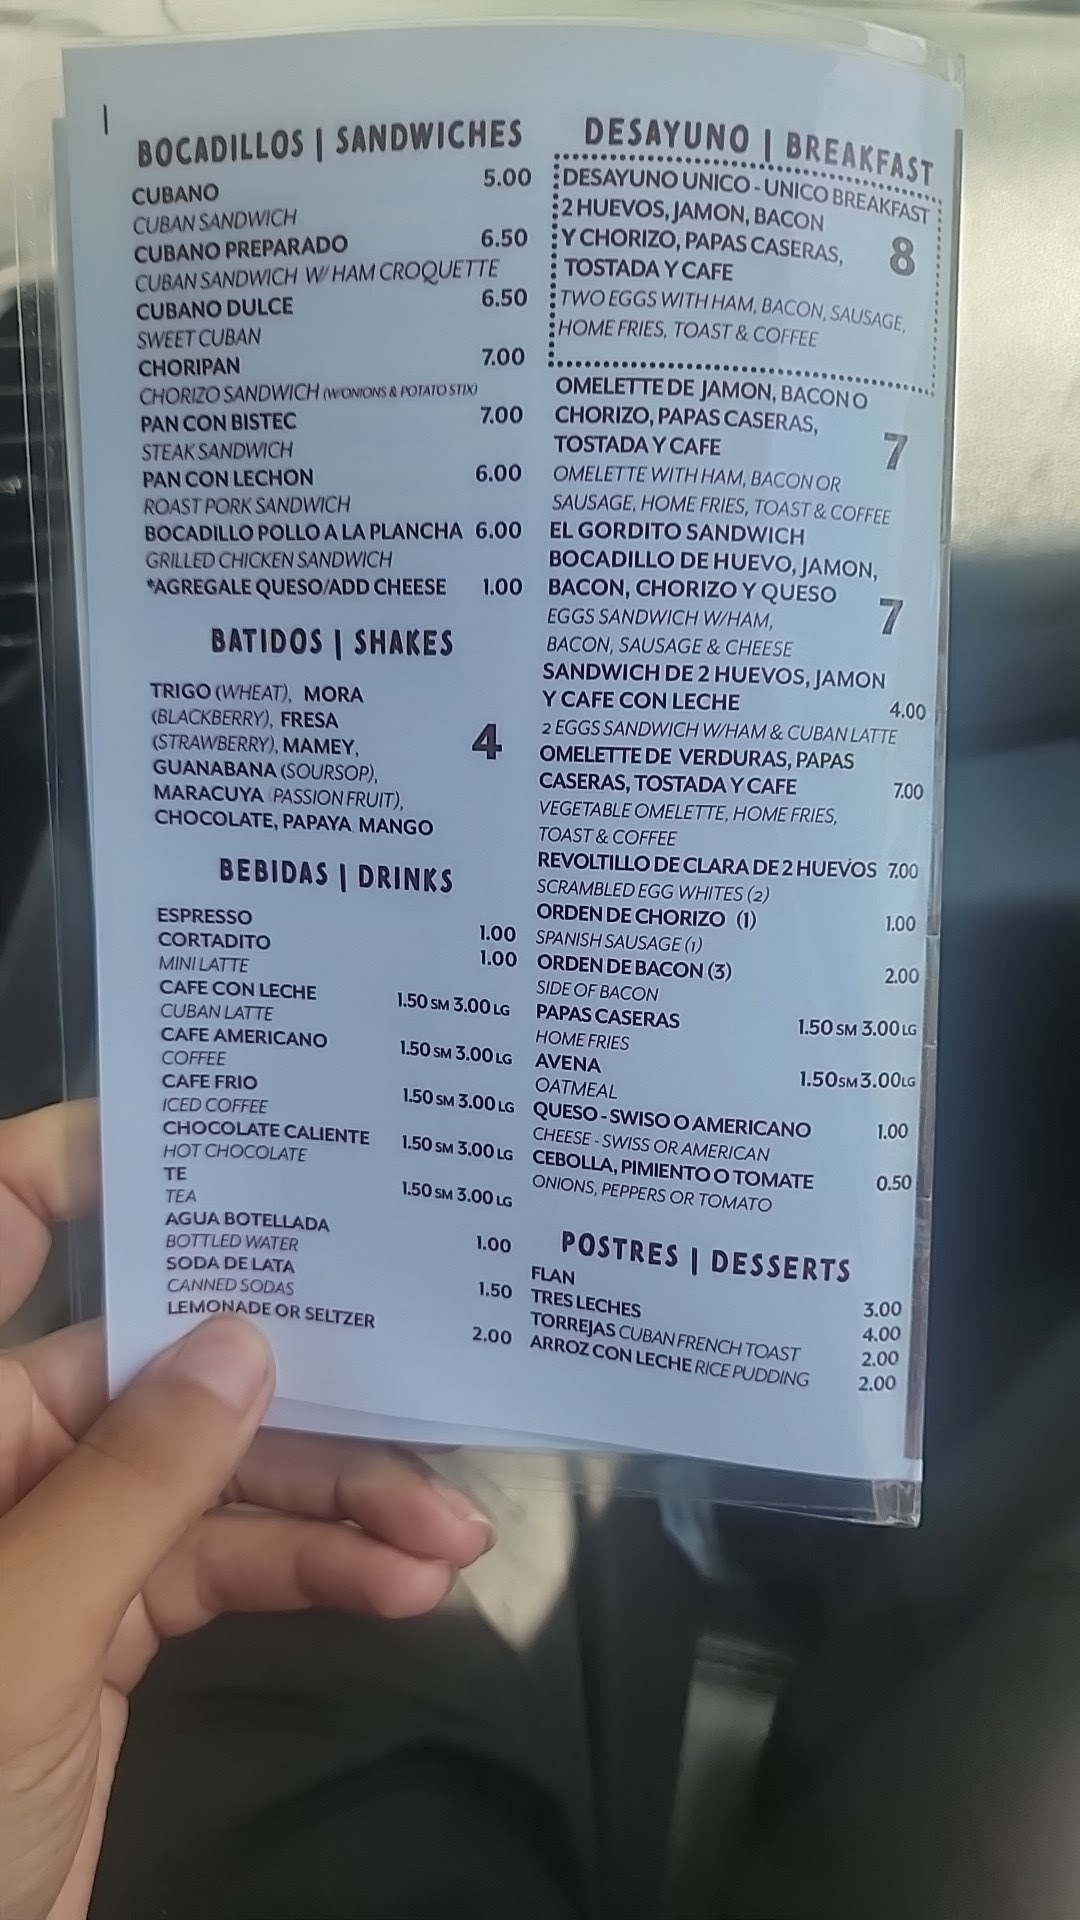 BOCADILLOS | SANDWICHES
CUBANO 5.00
CUBAN SANDWICH
CUBANO PREPARADO 6.50
CUBAN SANDWICH W/ HAM CROQUETTE
CUBANO DULCE 6.50
SWEET CUBAN
CHORIPAN 7.00
CHORIZO SANDWICH (W/ONIONS & POTATO STIX)
PAN CON BISTEC 7.00
STEAK SANDWICH
PAN CON LECHON 6.00
ROAST PORK SANDWICH
BOCADILLO POLLO A LA PLANCHA 6.00
GRILLED CHICKEN SANDWICH
*AGREGALE QUESO/ADD CHEESE 1.00
BATIDOS | SHAKES
TRIGO (WHEAT), MORA
(BLACKBERRY), FRESA
(STRAWBERRY), MAMEY, 4
GUANABANA (SOURSOP),
MARACUYA (PASSION FRUIT),
CHOCOLATE, PAPAYA MANGO
BEBIDAS | DRINKS
ESPRESSO 1.00
CORTADITO 1.00
MINI LATTE
CAFE CON LECHE 1.50 SM 3.00 LG
CUBAN LATTE
CAFE AMERICANO 1.50 SM 3.00 LG
COFFEE
CAFE FRIO 1.50 SM 3.00 LG
ICED COFFEE
CHOCOLATE CALIENTE 1.50 SM 3.00 LG
HOT CHOCOLATE
TE 1.50 SM 3.00 LG
TEA
AGUA BOTELLADA 1.00
BOTTLED WATER
SODA DE LATA 1.50
CANNED SODAS
LEMONADE OR SELTZER 2.00
DESAYUNO | BREAKFAST
DESAYUNO UNICO - UNICO BREAKFAST
2 HUEVOS, JAMON, BACON
Y CHORIZO, PAPAS CASERAS, 8
TOSTADA Y CAFE
TWO EGGS WITH HAM, BACON, SAUSAGE,
HOME FRIES, TOAST & COFFEE
OMELETTE DE JAMON, BACON O
CHORIZO, PAPAS CASERAS,
TOSTADA Y CAFE 7
OMELETTE WITH HAM, BACON OR
SAUSAGE, HOME FRIES, TOAST & COFFEE
EL GORDITO SANDWICH
BOCADILLO DE HUEVO, JAMON,
BACON, CHORIZO Y QUESO 7
EGGS SANDWICH W/HAM,
BACON, SAUSAGE & CHEESE
SANDWICH DE 2 HUEVOS, JAMON
Y CAFE CON LECHE 4.00
2 EGGS SANDWICH W/HAM & CUBAN LATTE
OMELETTE DE VERDURAS, PAPAS
CASERAS, TOSTADA Y CAFE 7.00
VEGETABLE OMELETTE, HOME FRIES,
TOAST & COFFEE
REVOLTILLO DE CLARA DE 2 HUEVOS 7.00
SCRAMBLED EGG WHITES (2)
ORDEN DE CHORIZO (1) 1.00
SPANISH SAUSAGE (1)
ORDEN DE BACON (3) 2.00
SIDE OF BACON
PAPAS CASERAS 1.50 SM 3.00 LG
HOME FRIES
AVENA 1.50 SM 3.00 LG
OATMEAL
QUESO - SWISO O AMERICANO 1.00
CHEESE - SWISS OR AMERICAN
CEBOLLA, PIMIENTO O TOMATE 0.50
ONIONS, PEPPERS OR TOMATO
POSTRES | DESSERTS
FLAN 3.00
TRES LECHES 4.00
TORREJAS CUBAN FRENCH TOAST 2.00
ARROZ CON LECHE RICE PUDDING 2.00